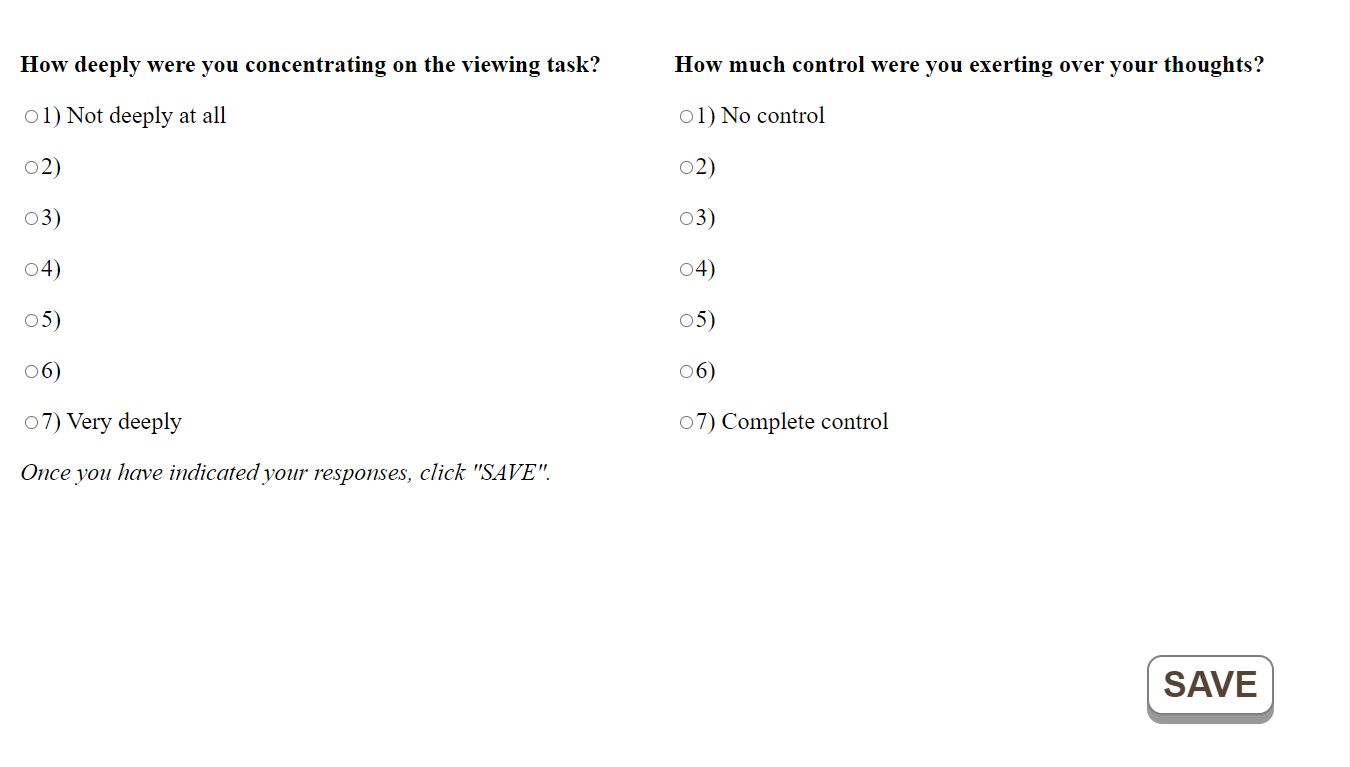 How deeply were you concentrating on the viewing task?
1) Not deeply at all
2)
3)
4)
5)
6)
7) Very deeply
Once you have indicated your responses, click "SAVE".
How much control were you exerting over your thoughts?
1) No control
2)
3)
4)
5)
6)
7) Complete control
SAVE